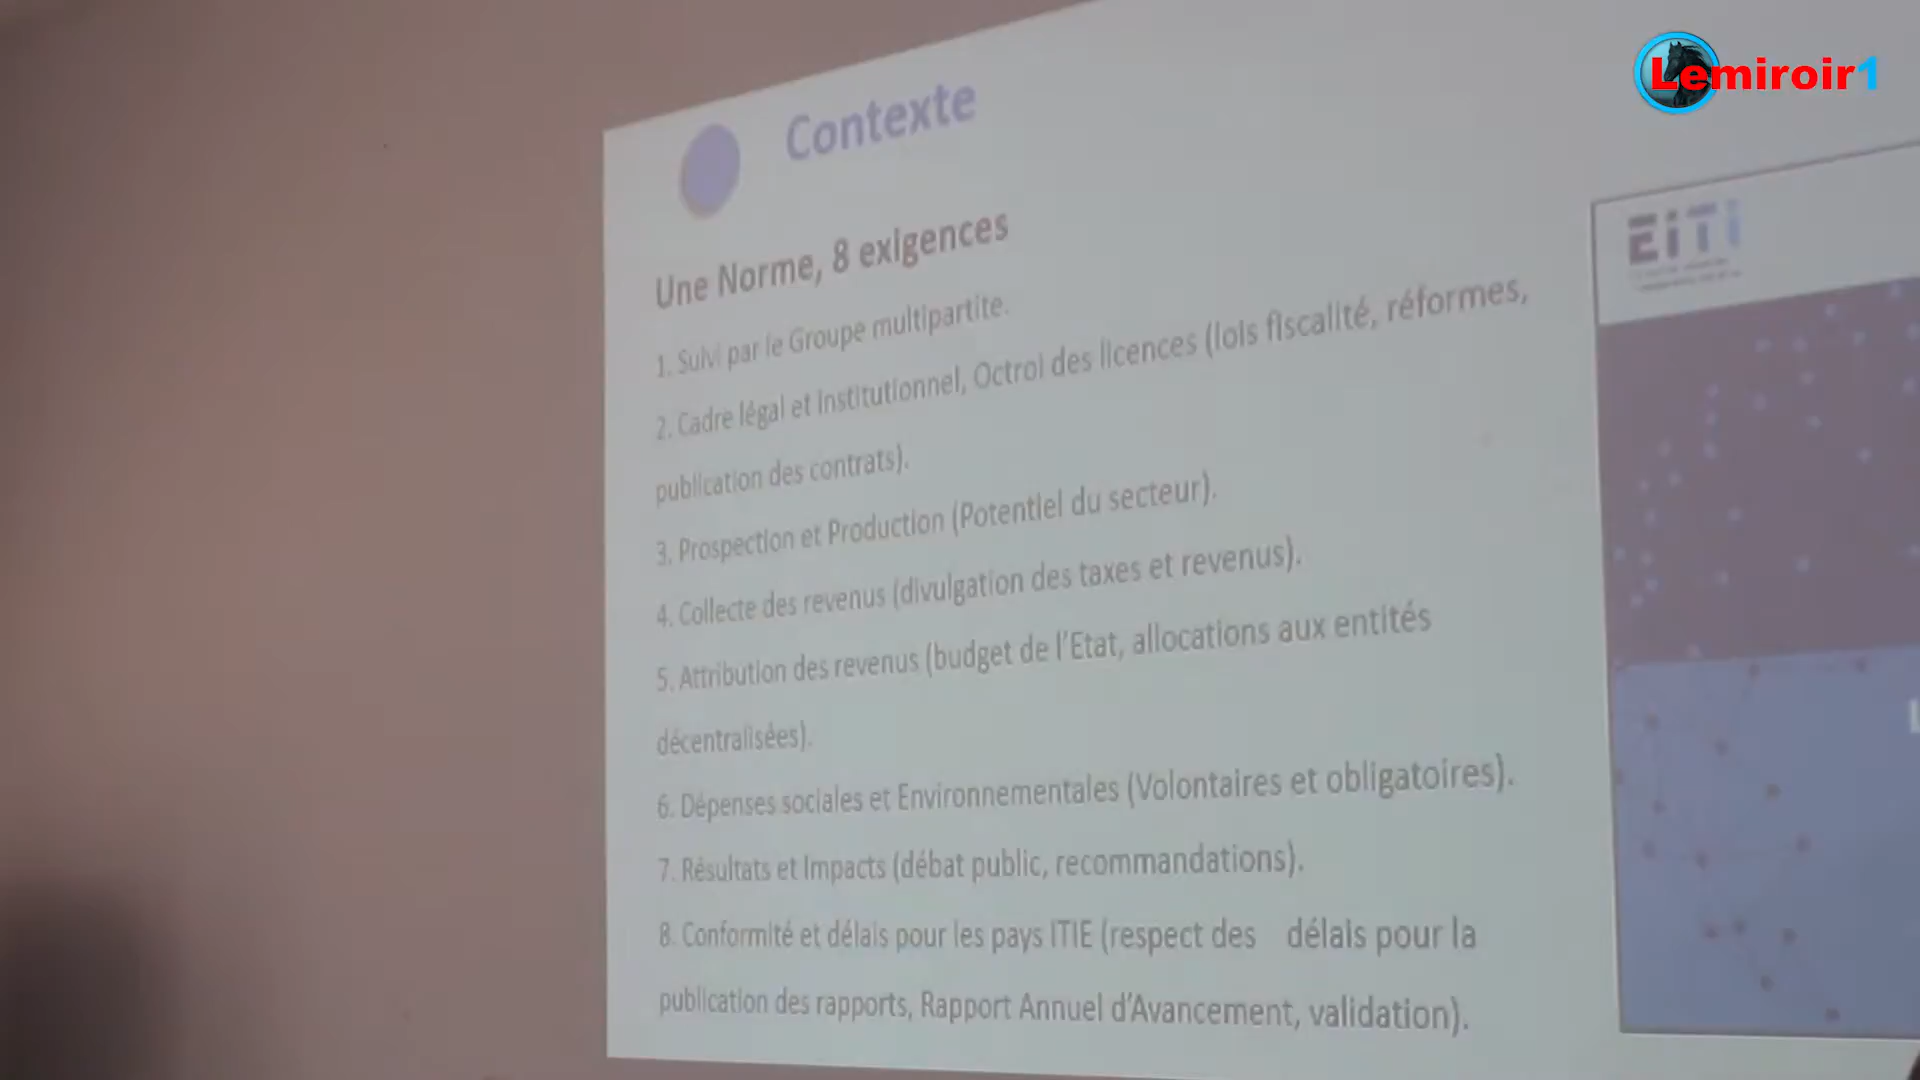 Lemiroir1
Contexte
EiTi
Une Norme, 8 exigences
1. Suivi par le Groupe multipartite.
2. Cadre légal et institutionnel, Octroi des licences (lois fiscalité, réformes,
publication des contrats).
3. Prospection et Production (Potentiel du secteur).
4. Collecte des revenus (divulgation des taxes et revenus).
5. Attribution des revenus (budget de l'Etat, allocations aux entités
décentralisées).
6. Dépenses sociales et Environnementales (Volontaires et obligatoires).
7. Résultats et Impacts (débat public, recommandations).
8. Conformité et délais pour les pays ITIE (respect des délais pour la
publication des rapports, Rapport Annuel d'Avancement, validation).